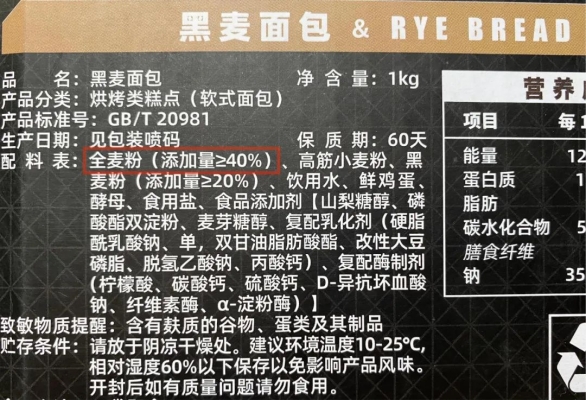 黑麦面包 & RYE BREAD
品 名：黑麦面包 净 含 量：1kg
产品分类：烘烤类糕点（软式面包）
产品标准号：GB/T 20981
生产日期：见包装喷码 保 质 期：60天
配 料 表：全麦粉（添加量≥40%）、高筋小麦粉、黑
麦粉（添加量≥20%）、饮用水、鲜鸡蛋、
酵母、食用盐、食品添加剂【山梨糖醇、磷
酸酯双淀粉、麦芽糖醇、复配乳化剂（硬脂
酰乳酸钠、单，双甘油脂肪酸酯、改性大豆
磷脂、脱氢乙酸钠、丙酸钙）、复配酶制剂
（柠檬酸、碳酸钙、硫酸钙、D-异抗坏血酸
钠、纤维素酶、α-淀粉酶）】
致敏物质提醒：含有麸质的谷物、蛋类及其制品
贮存条件：请放于阴凉干燥处。建议环境温度10-25℃,
相对湿度60%以下保存以免影响产品风味。
开封后如有质量问题请勿食用。
营养
项目 每1
能量 12
蛋白质 1
脂肪
碳水化合物 5
膳食纤维
钠 35